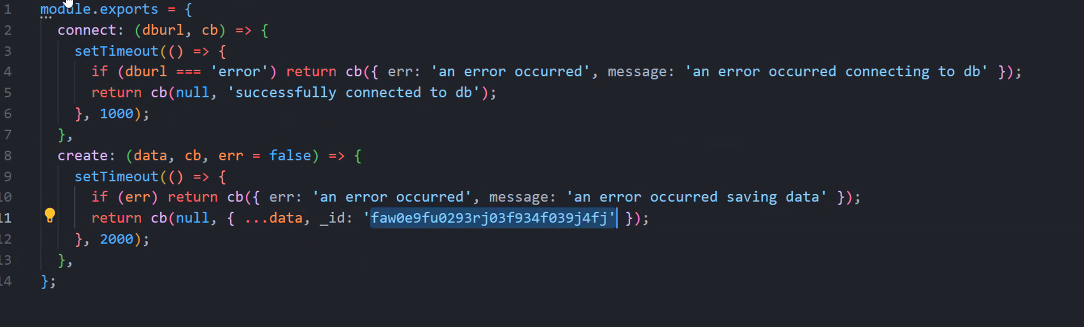 1 module.exports = {
2 connect: (dburl, cb) => {
3 setTimeout(() => {
4 if (dburl === 'error') return cb({ err: 'an error occurred', message: 'an error occurred connecting to db' });
5 return cb(null, 'successfully connected to db');
6 }, 1000);
7 },
8 create: (data, cb, err = false) => {
9 setTimeout(() => {
10 if (err) return cb({ err: 'an error occurred', message: 'an error occurred saving data' });
11 return cb(null, { ...data, _id: 'faw0e9fu0293rj03f934f039j4fj' });
12 }, 2000);
13 },
14 };